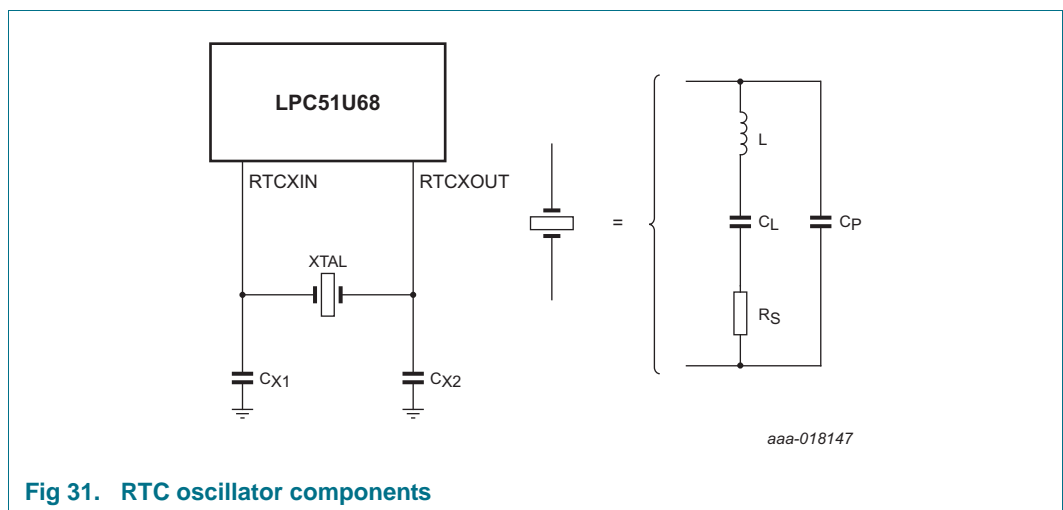 LPC51U68
RTCXIN
RTCXOUT
XTAL
CX1
CX2
=
L
CL
CP
RS
aaa-018147
Fig 31. RTC oscillator components